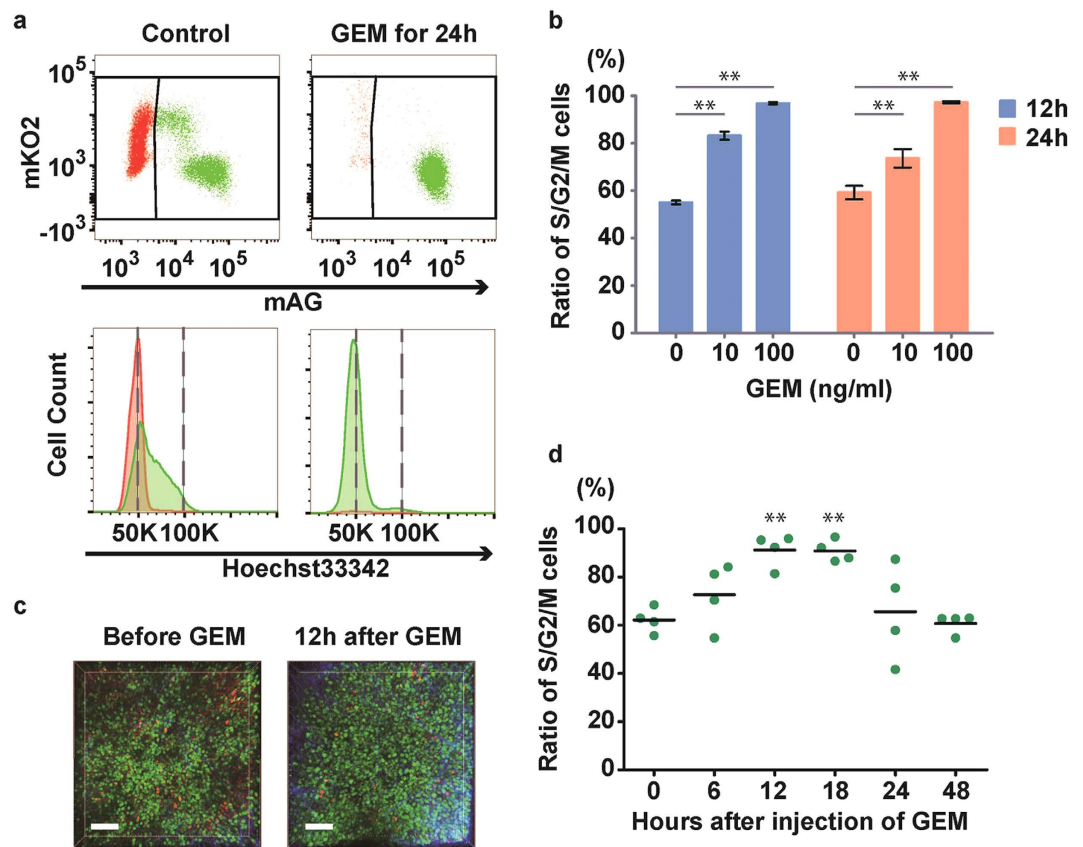 a
Control
GEM for 24h
mKO2
10^5
10^3
-10^3
10^3 10^4 10^5
10^3 10^4 10^5
mAG
Cell Count
50K 100K
50K 100K
Hoechst33342
b
(%)
Ratio of S/G2/M cells
100
80
60
40
20
0
**
**
**
**
12h
24h
0 10 100 0 10 100
GEM (ng/ml)
c
Before GEM
12h after GEM
d
(%)
Ratio of S/G2/M cells
100
80
60
40
20
0
** **
0 6 12 18 24 48
Hours after injection of GEM